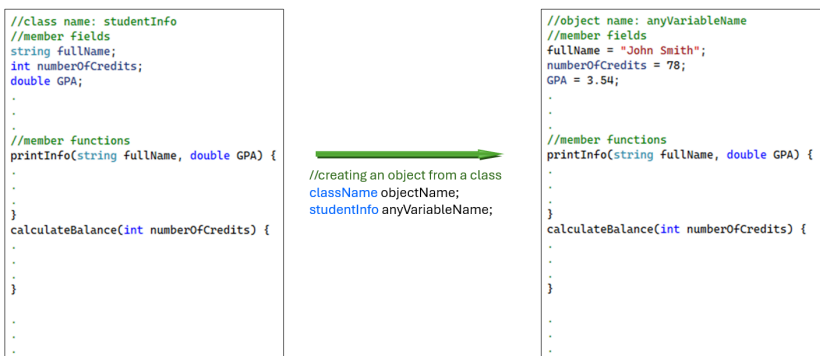 //class name: studentInfo
//member fields
string fullName;
int numberOfCredits;
double GPA;
.
.
.
//member functions
printInfo(string fullName, double GPA) {
.
.
.
}
calculateBalance(int numberOfCredits) {
.
.
.
}
.
.
.
//creating an object from a class
className objectName;
studentInfo anyVariableName;
//object name: anyVariableName
//member fields
fullName = "John Smith";
numberOfCredits = 78;
GPA = 3.54;
.
.
.
//member functions
printInfo(string fullName, double GPA) {
.
.
.
}
calculateBalance(int numberOfCredits) {
.
.
.
}
.
.
.